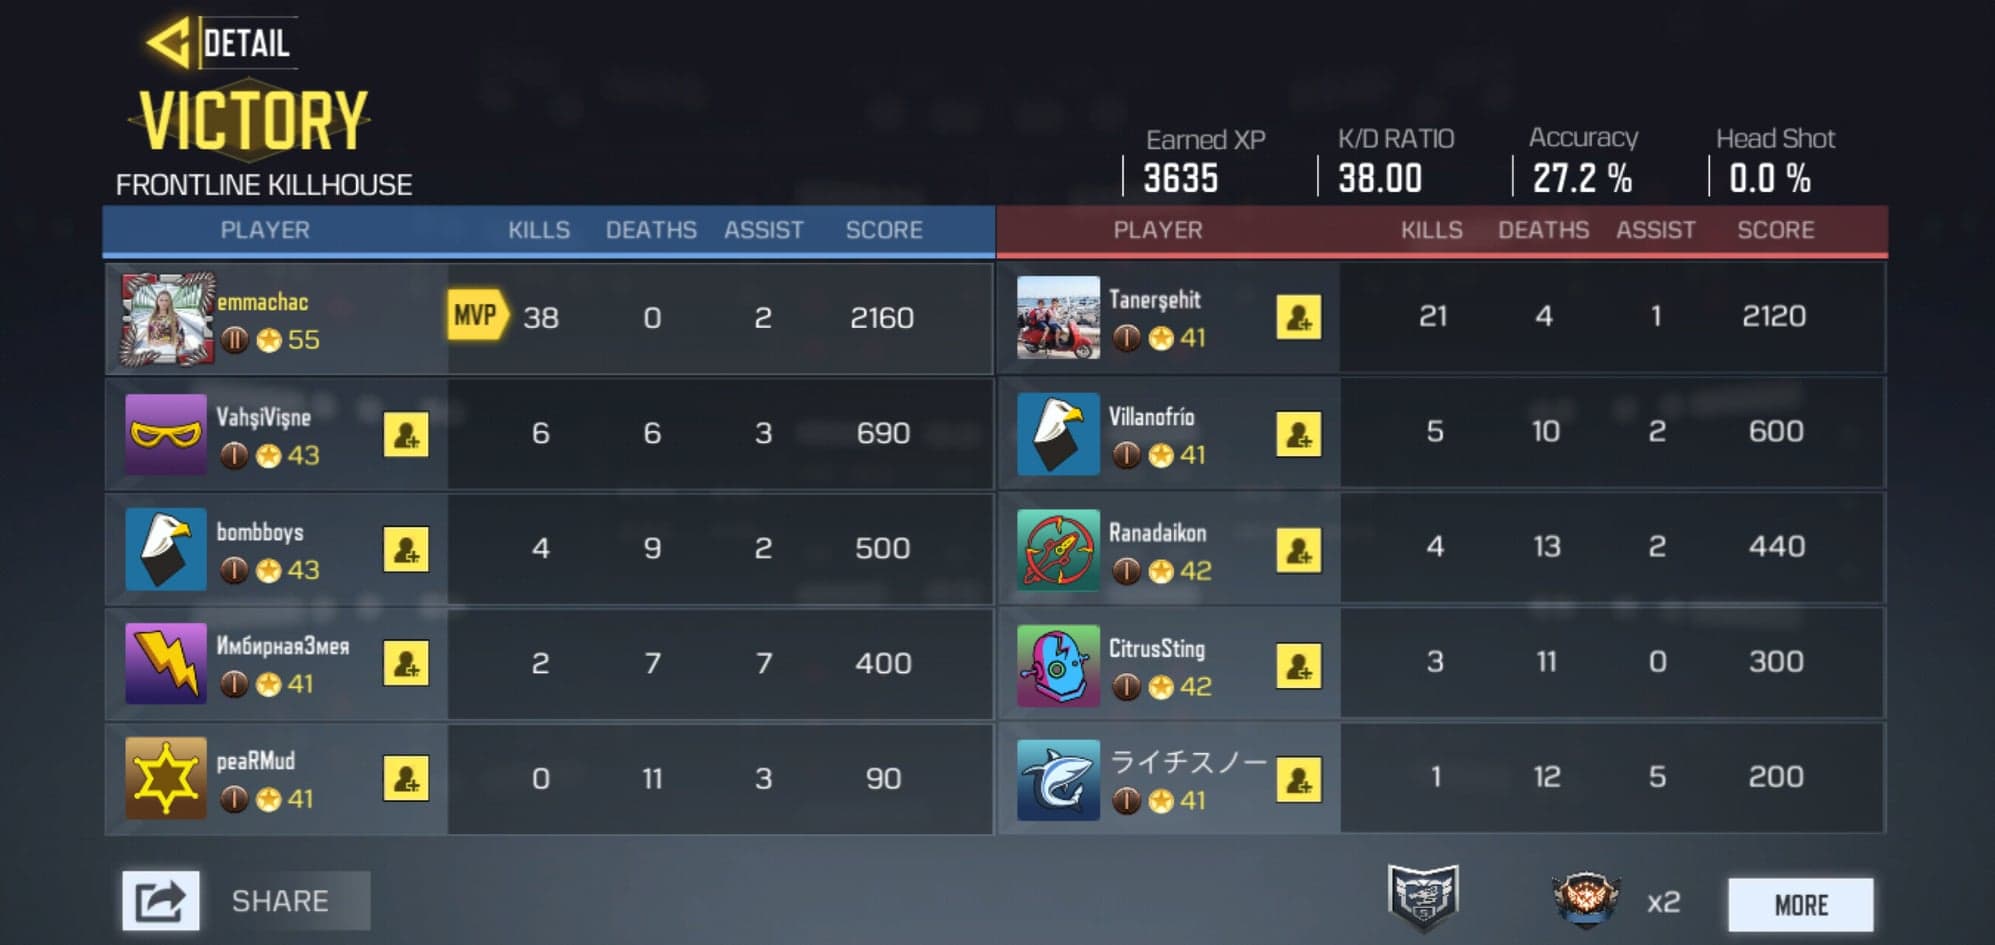 DETAIL
VICTORY
FRONTLINE KILLHOUSE
Earned XP K/D RATIO Accuracy Head Shot
3635 38.00 27.2 % 0.0 %
PLAYER KILLS DEATHS ASSIST SCORE PLAYER KILLS DEATHS ASSIST SCORE
emmachac
II 55
MVP 38 0 2 2160
Tanerşehit
I 41
21 4 1 2120
VahşiVişne
I 43
6 6 3 690
Villanofrío
I 41
5 10 2 600
bombboys
I 43
4 9 2 500
Ranadaikon
I 42
4 13 2 440
ИмбирнаяЗмея
I 41
2 7 7 400
CitrusSting
I 42
3 11 0 300
peaRMud
I 41
0 11 3 90
ライチスノー
I 41
1 12 5 200
SHARE
x2
MORE